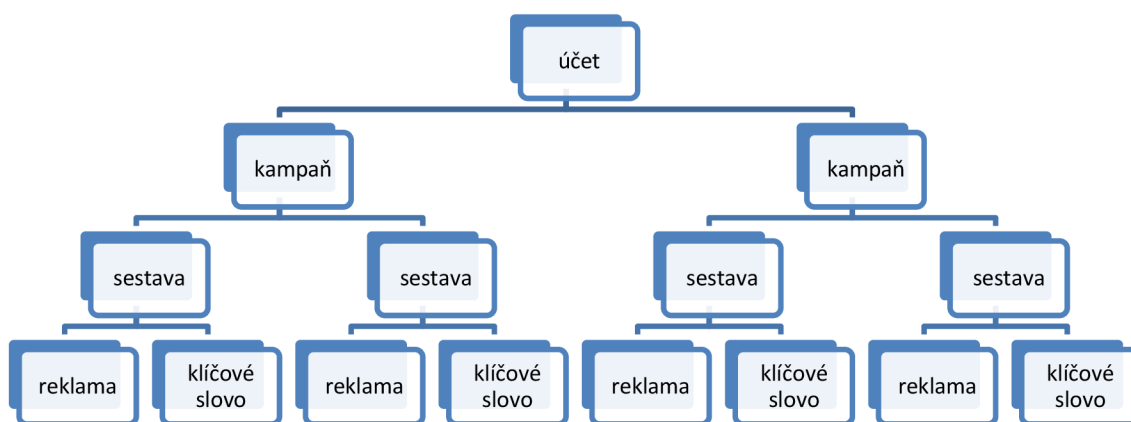 účet
kampaň
kampaň
sestava
sestava
sestava
sestava
reklama
klíčové
slovo
reklama
klíčové
slovo
reklama
klíčové
slovo
reklama
klíčové
slovo